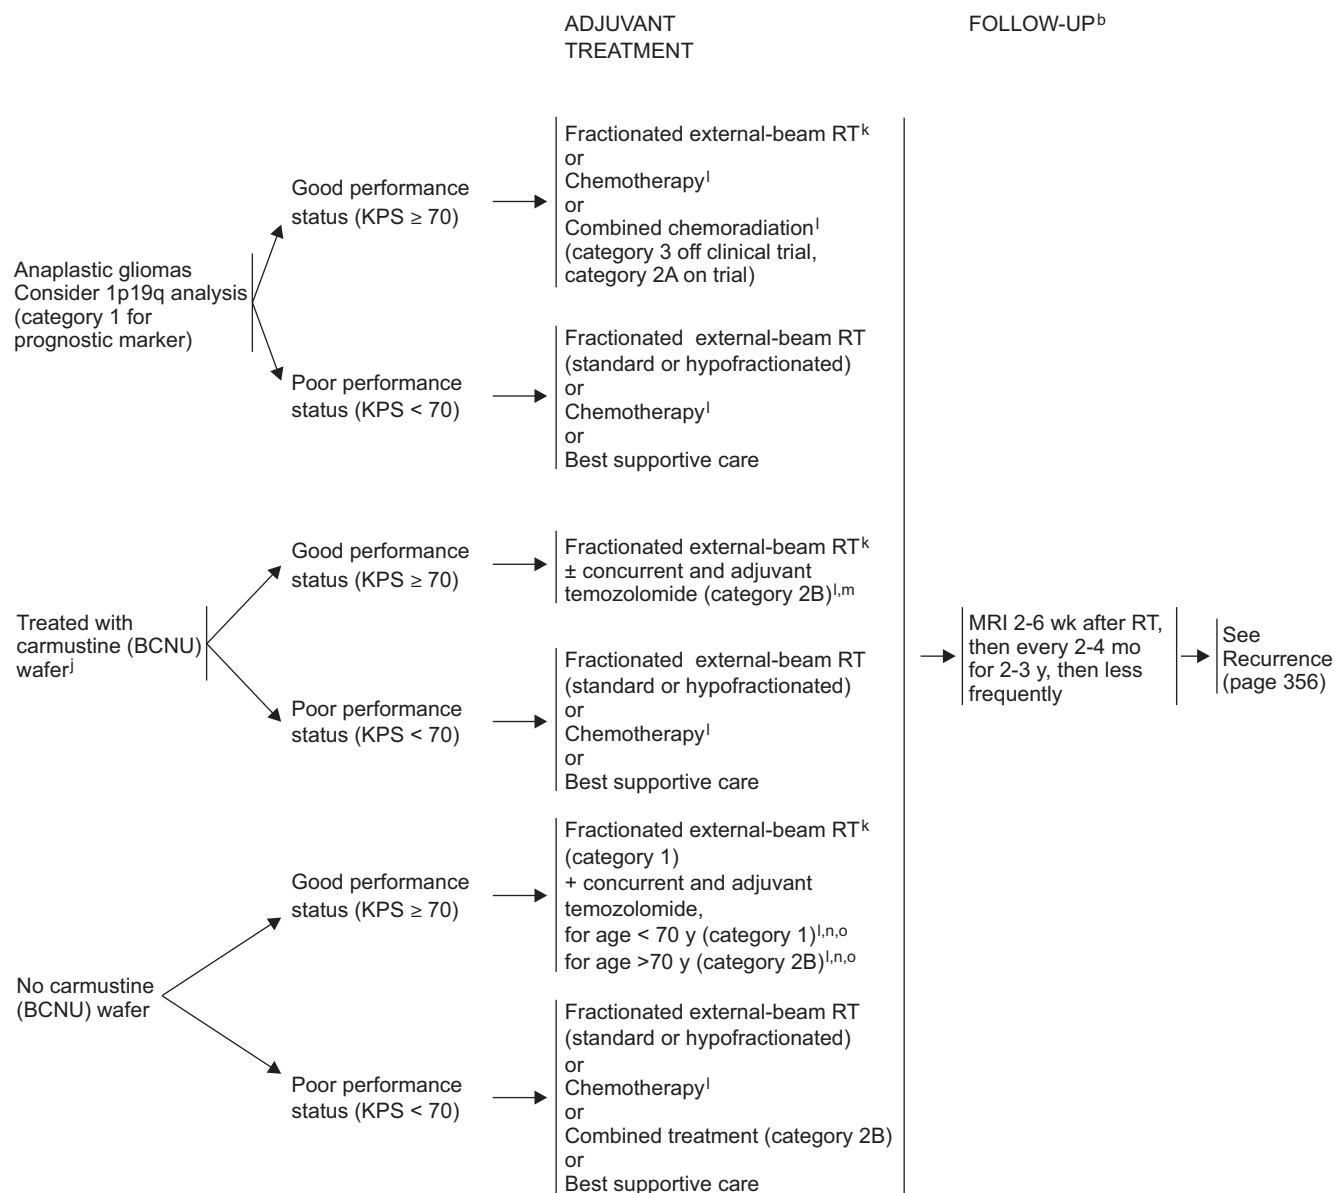 ADJUVANT
TREATMENT
FOLLOW-UPᵇ
Anaplastic gliomas
Consider 1p19q analysis
(category 1 for
prognostic marker)
Good performance
status (KPS ≥ 70)
Fractionated external-beam RTᵏ
or
Chemotherapyˡ
or
Combined chemoradiationˡ
(category 3 off clinical trial,
category 2A on trial)
Poor performance
status (KPS < 70)
Fractionated external-beam RT
(standard or hypofractionated)
or
Chemotherapyˡ
or
Best supportive care
Treated with
carmustine (BCNU)
waferʲ
Good performance
status (KPS ≥ 70)
Fractionated external-beam RTᵏ
± concurrent and adjuvant
temozolomide (category 2B)ˡ,ᵐ
Poor performance
status (KPS < 70)
Fractionated external-beam RT
(standard or hypofractionated)
or
Chemotherapyˡ
or
Best supportive care
No carmustine
(BCNU) wafer
Good performance
status (KPS ≥ 70)
Fractionated external-beam RTᵏ
(category 1)
+ concurrent and adjuvant
temozolomide,
for age < 70 y (category 1)ˡ,ⁿ,ᵒ
for age >70 y (category 2B)ˡ,ⁿ,ᵒ
Poor performance
status (KPS < 70)
Fractionated external-beam RT
(standard or hypofractionated)
or
Chemotherapyˡ
or
Combined treatment (category 2B)
or
Best supportive care
MRI 2-6 wk after RT,
then every 2-4 mo
for 2-3 y, then less
frequently
See
Recurrence
(page 356)